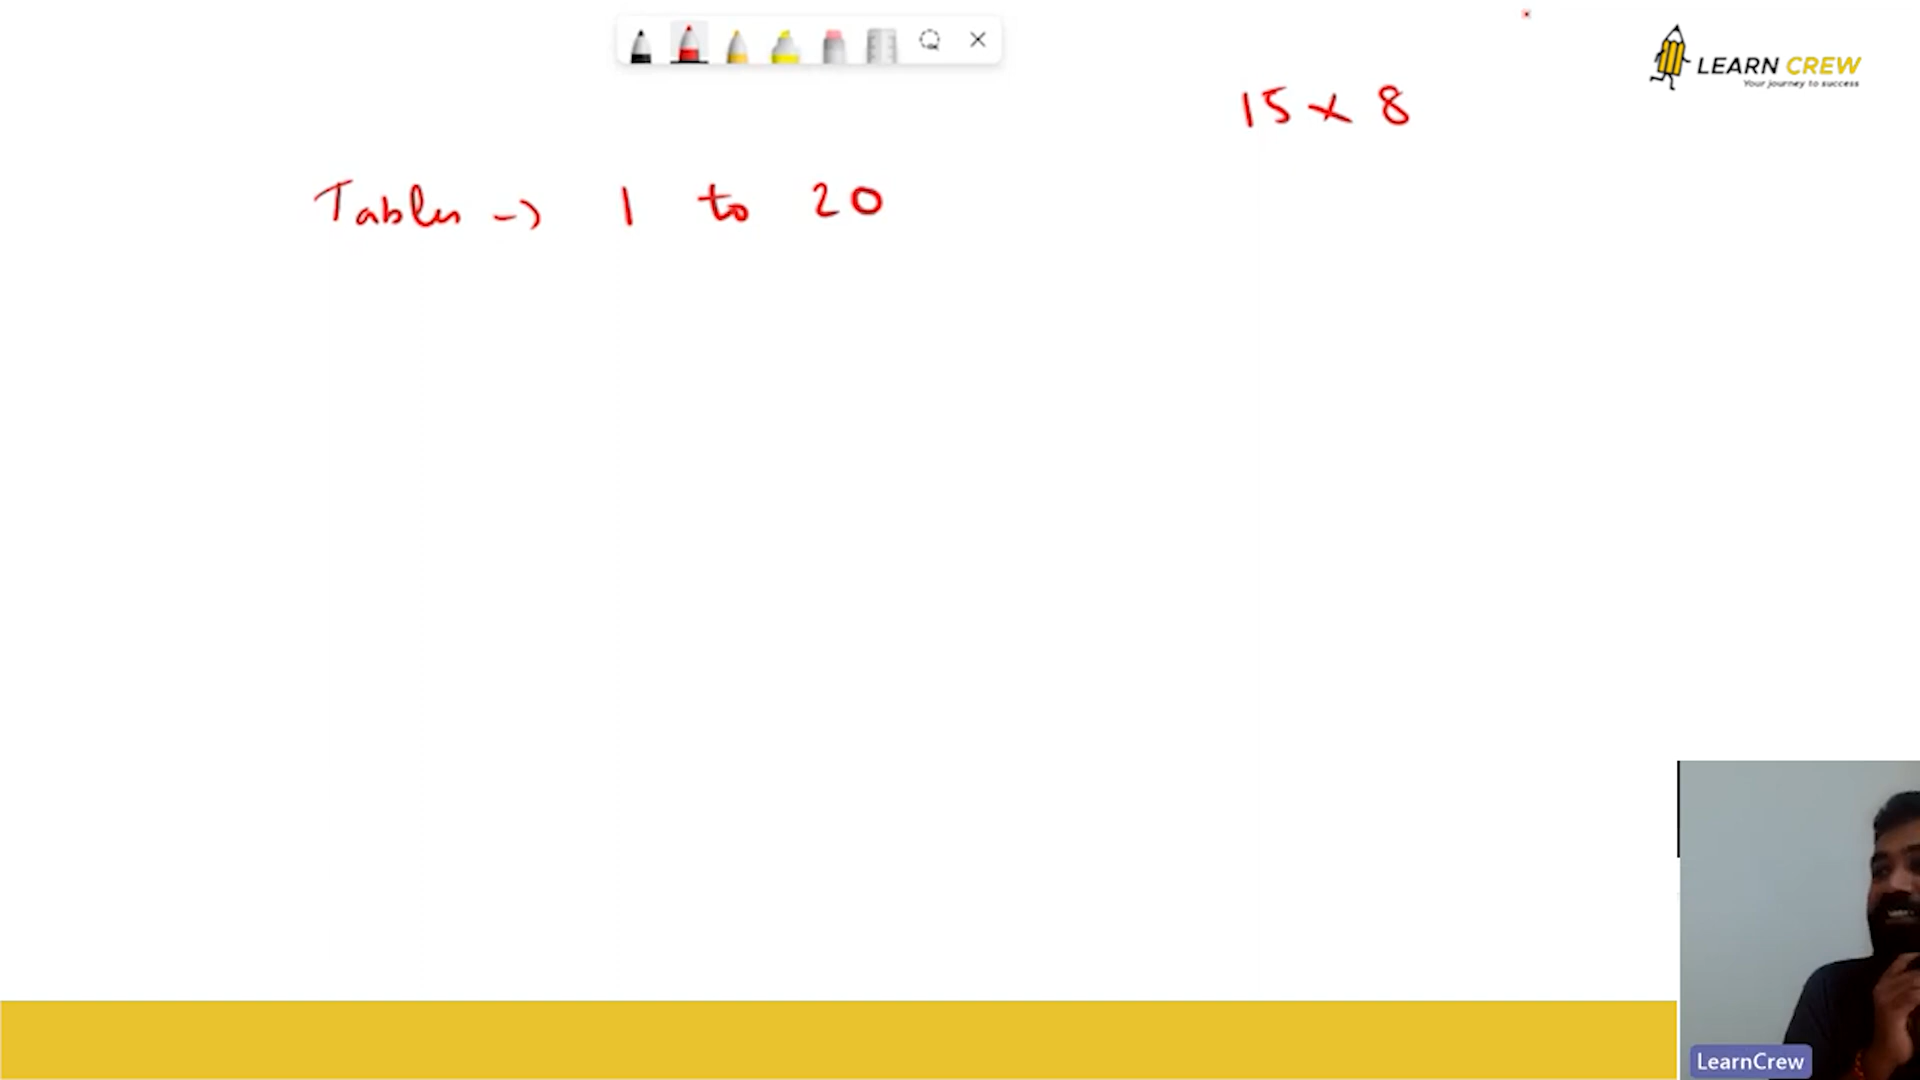 LEARN CREW
Your journey to success
15 x 8
Tables -> 1 to 20
LearnCrew